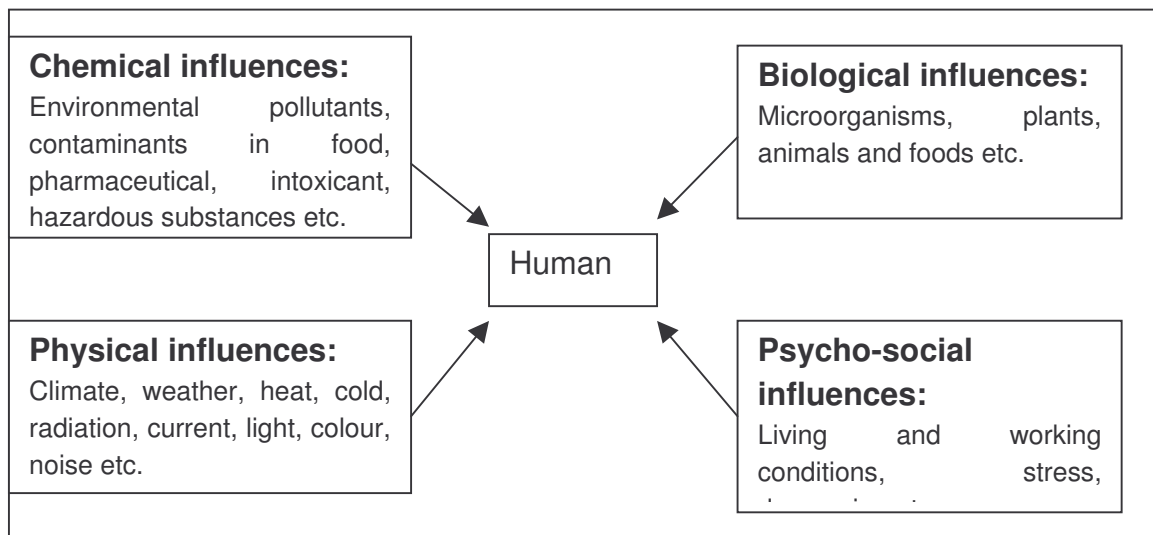 Chemical influences:
Environmental pollutants,
contaminants in food,
pharmaceutical, intoxicant,
hazardous substances etc.
Biological influences:
Microorganisms, plants,
animals and foods etc.
Human
Physical influences:
Climate, weather, heat, cold,
radiation, current, light, colour,
noise etc.
Psycho-social
influences:
Living and working
conditions, stress,